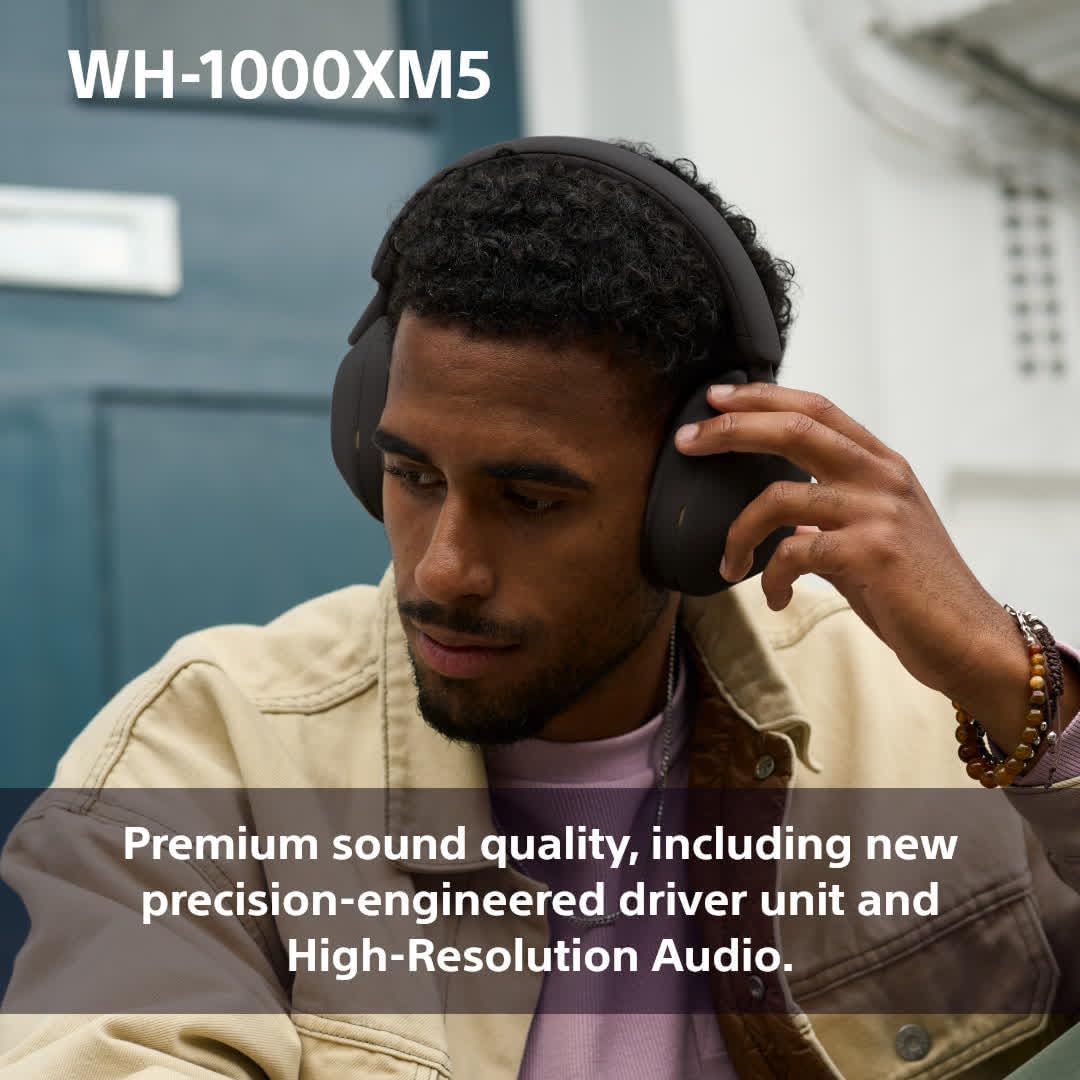 WH-1000XM5
Premium sound quality, including new
precision-engineered driver unit and
High-Resolution Audio.